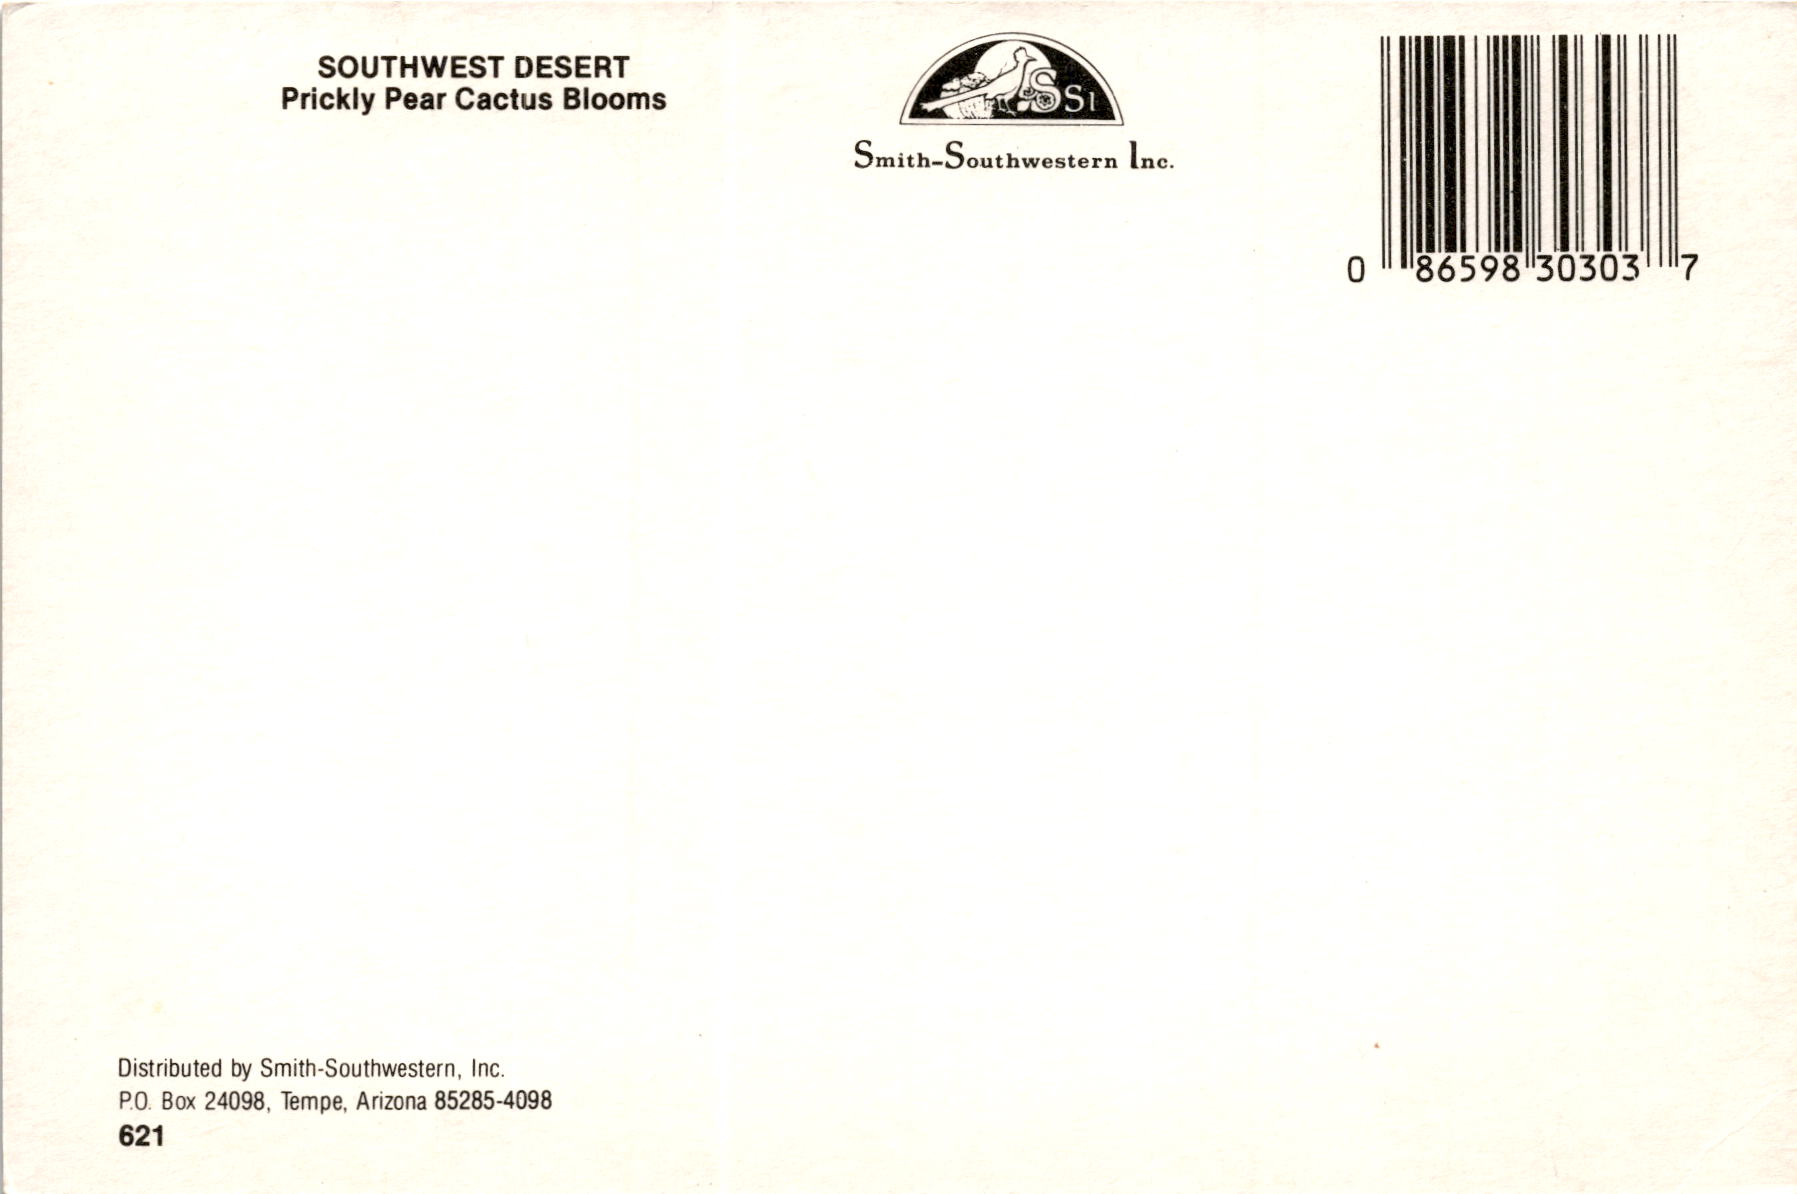 SOUTHWEST DESERT
Prickly Pear Cactus Blooms
SSI
Smith-Southwestern Inc.
0 86598 30303 7
Distributed by Smith-Southwestern, Inc.
P.O. Box 24098, Tempe, Arizona 85285-4098
621